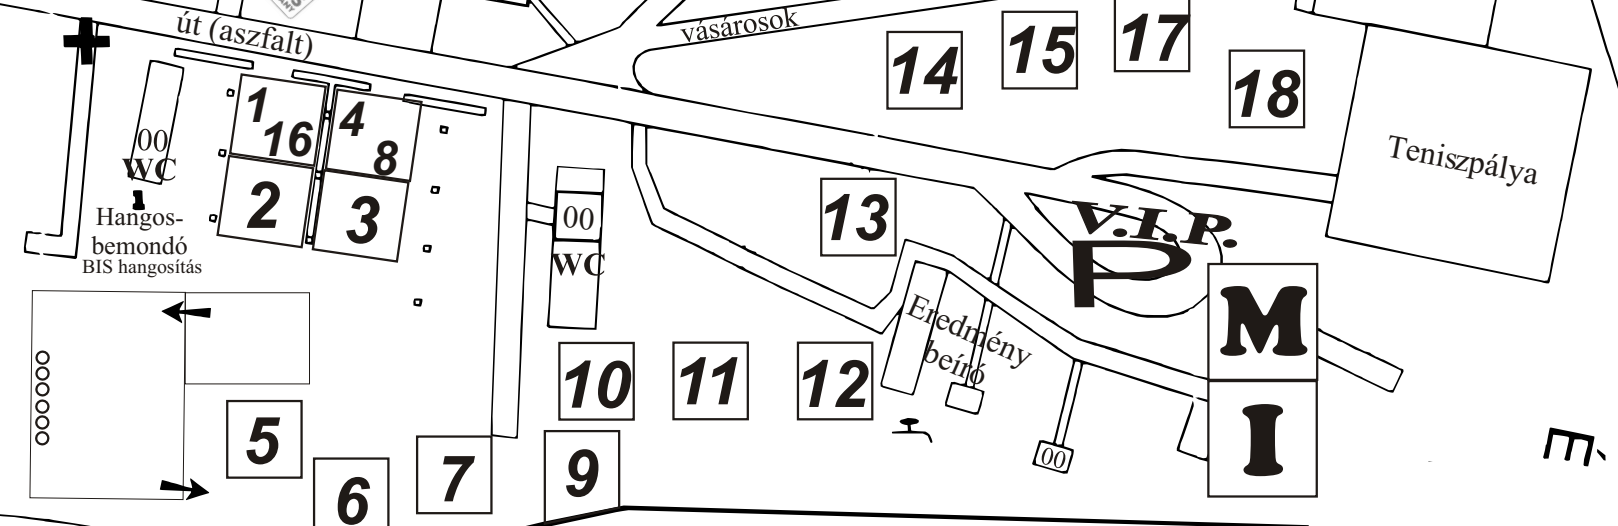 út (aszfalt)
vásárosok
14
15
17
18
Teniszpálya
1
16
4
8
2
3
00
WC
1
Hangos-
bemondó
BIS hangosítás
00
WC
13
V.I.P.
P
M
I
Eredmény
beíró
00
10
11
12
5
6
7
9
É